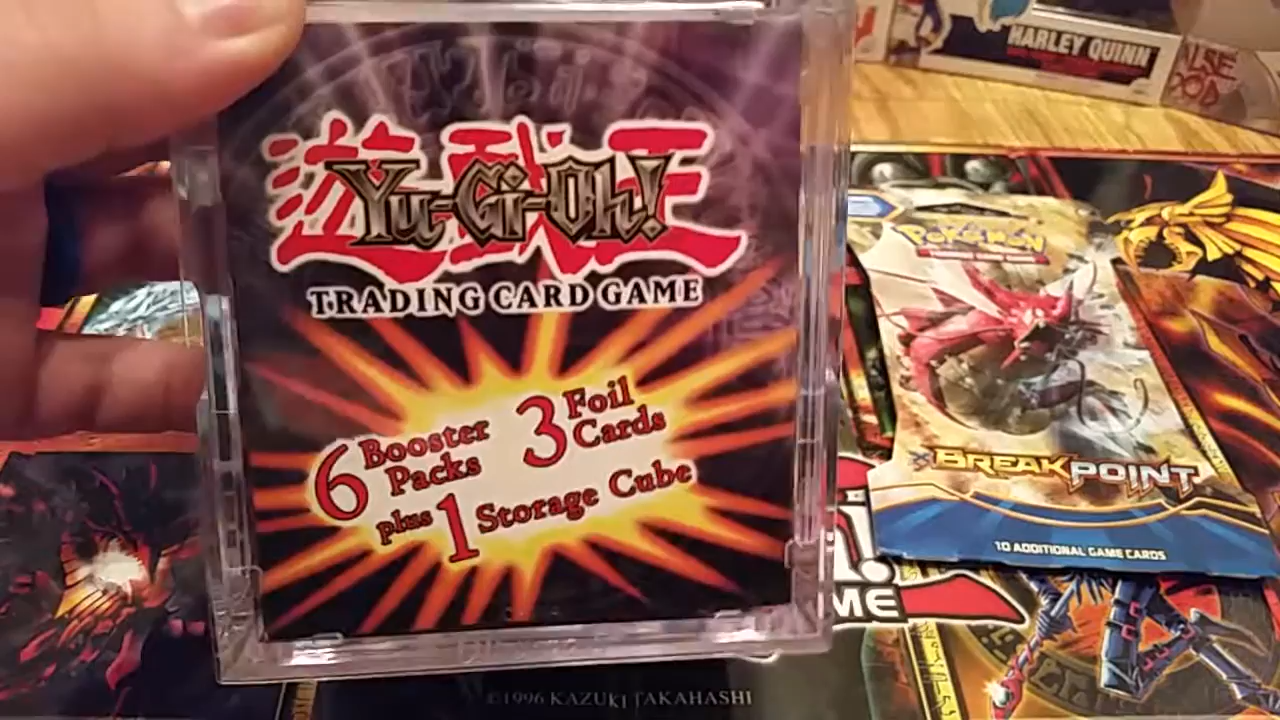 HARLEY QUINN
遊戯王
Yu-Gi-Oh!
TRADING CARD GAME
6 Booster Packs 3 Foil Cards
plus 1 Storage Cube
Pokémon
BREAKPOINT
10 ADDITIONAL GAME CARDS
ME
©1996 KAZUKI TAKAHASHI